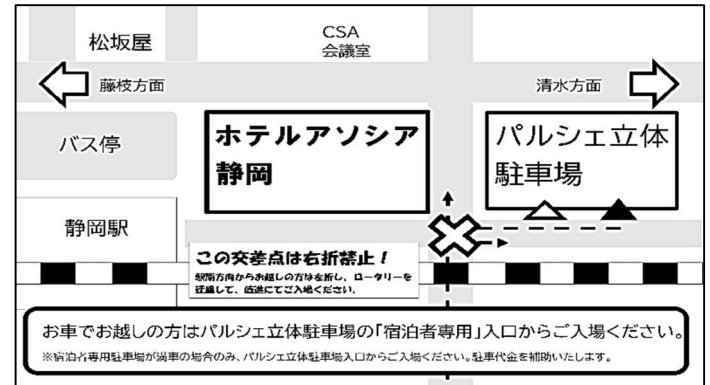 CSA
会議室
松坂屋
藤枝方面
清水方面
バス停
ホテルアソシア
静岡
パルシェ立体
駐車場
静岡駅
この交差点は右折禁止！
駅南方向からお越しの方は左折し、ロータリーを
迂回して、直進にてご入場ください。
お車でお越しの方はパルシェ立体駐車場の「宿泊者専用」入口からご入場ください。
※宿泊者専用駐車場が満車の場合のみ、パルシェ立体駐車場入口からご入場ください。駐車代金を補助いたします。